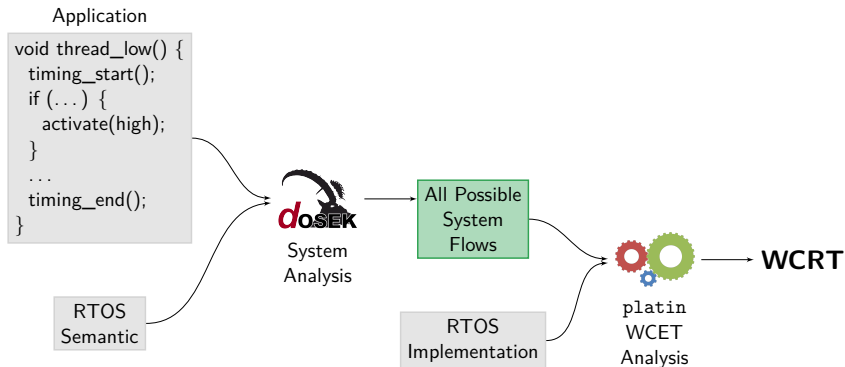 Application
void thread_low() {
timing_start();
if (...) {
activate(high);
}
...
timing_end();
}
RTOS
Semantic
dOSEK
System
Analysis
All Possible
System
Flows
RTOS
Implementation
platin
WCET
Analysis
WCRT